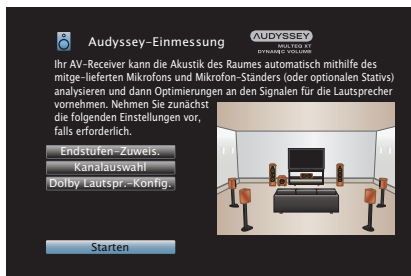 Audyssey-Einmessung
AUDYSSEY
MULTEQ XT
DYNAMIC VOLUME
Ihr AV-Receiver kann die Akustik des Raumes automatisch mithilfe des
mitge-lieferten Mikrofons und Mikrofon-Ständers (oder optionalen Stativs)
analysieren und dann Optimierungen an den Signalen für die Lautsprecher
vornehmen. Nehmen Sie zunächst
die folgenden Einstellungen vor,
falls erforderlich.
Endstufen-Zuweis.
Kanalauswahl
Dolby Lautspr.-Konfig.
Starten